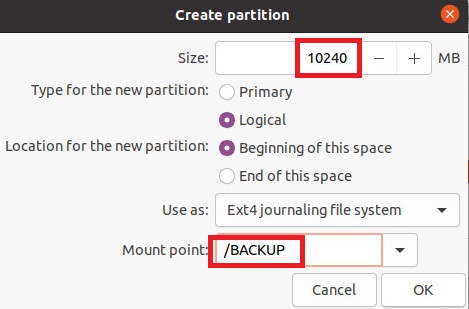 Create partition
Size: 10240 MB
Type for the new partition: Primary
Logical
Location for the new partition: Beginning of this space
End of this space
Use as: Ext4 journaling file system
Mount point: /BACKUP
Cancel OK